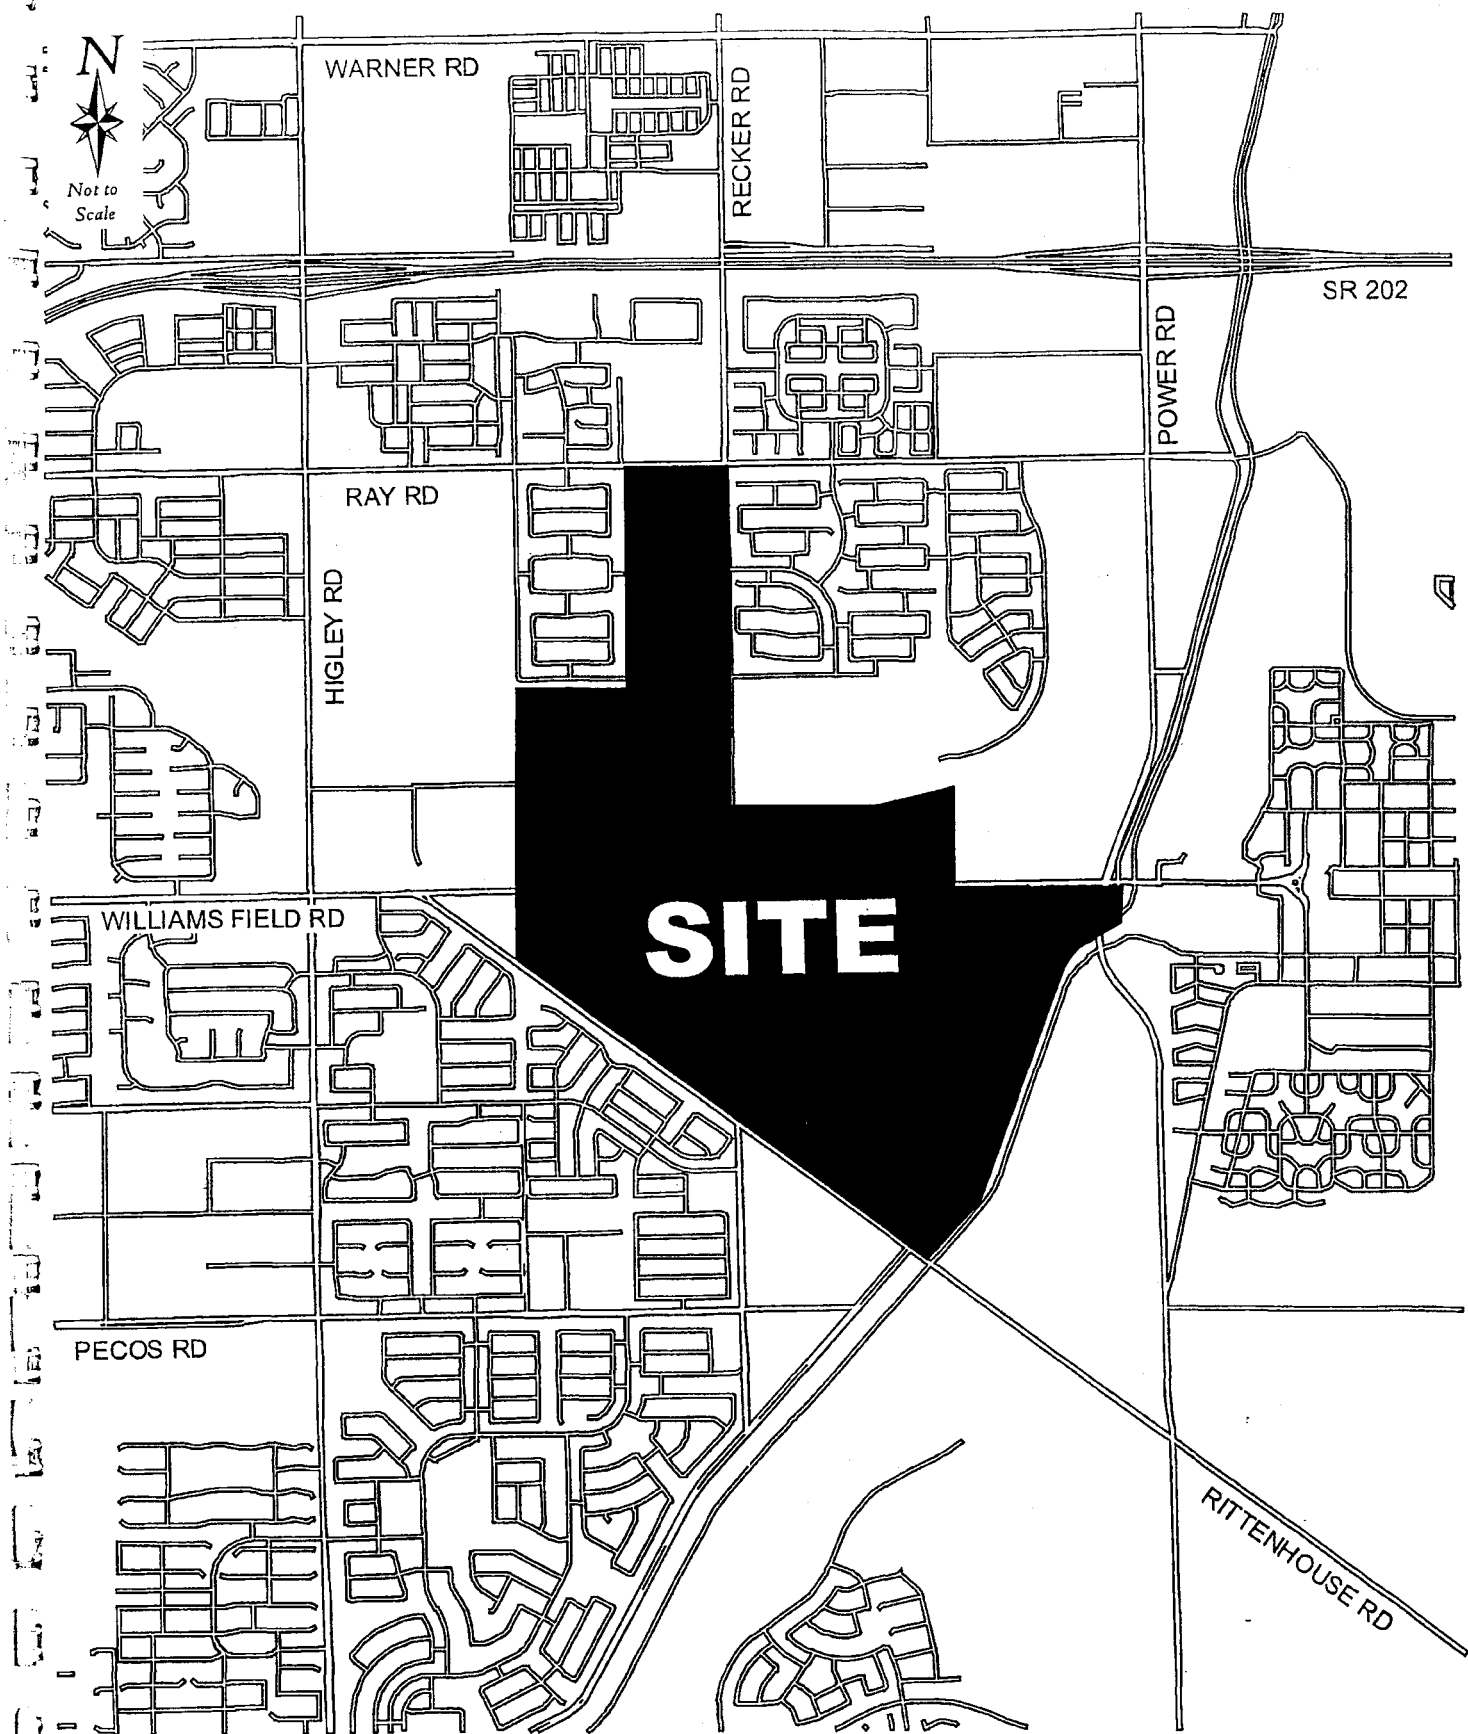 N
Not to
Scale
WARNER RD
RECKER RD
SR 202
POWER RD
RAY RD
HIGLEY RD
WILLIAMS FIELD RD
SITE
PECOS RD
RITTENHOUSE RD